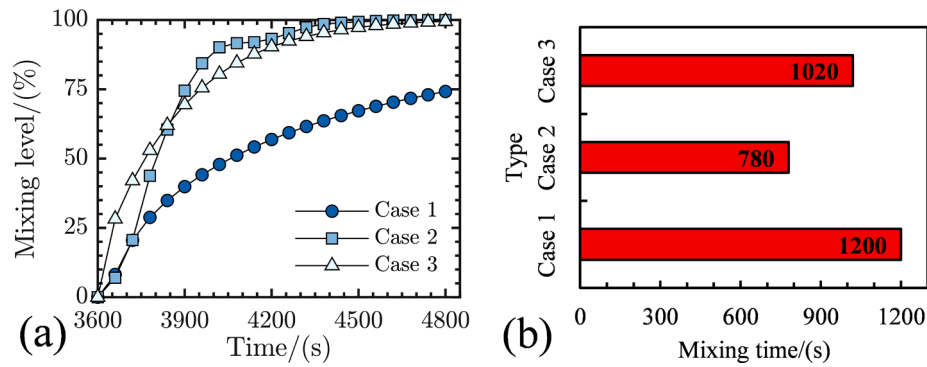 100
75
50
25
0
Mixing level/(%)
Case 1
Case 2
Case 3
3600 3900 4200 4500 4800
Time/(s)
(a)
Case 3
Case 2
Case 1
Type
1020
780
1200
0 300 600 900 1200
Mixing time/(s)
(b)